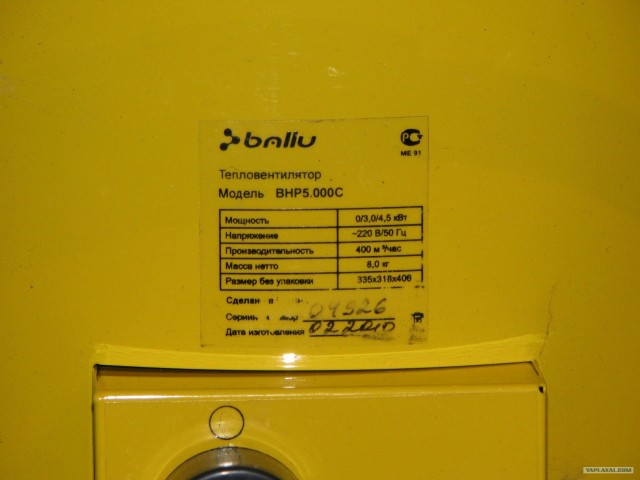 ballu
РСТ
ME 91
Тепловентилятор
Модель BHP5.000C
Мощность 0/3,0/4,5 кВт
Напряжение ~220 В/50 Гц
Производительность 400 м³/час
Масса нетто 8,0 кг
Размер без упаковки 335x318x406
Сделан в
04926
Дата изготовления 02 2010
YAPLAKAL.COM